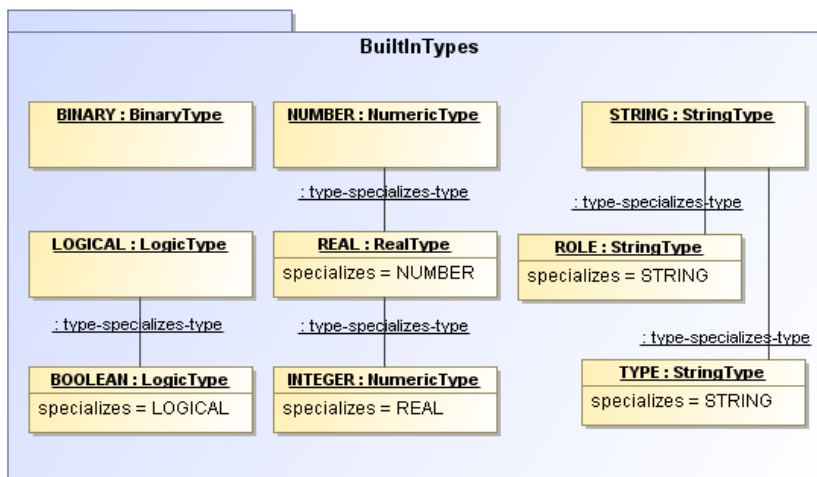 BuiltInTypes
BINARY : BinaryType
NUMBER : NumericType
STRING : StringType
: type-specializes-type
: type-specializes-type
LOGICAL : LogicType
REAL : RealType
specializes = NUMBER
ROLE : StringType
specializes = STRING
: type-specializes-type
: type-specializes-type
: type-specializes-type
BOOLEAN : LogicType
specializes = LOGICAL
INTEGER : NumericType
specializes = REAL
TYPE : StringType
specializes = STRING